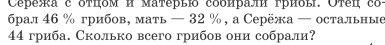 Серёжа с отцом и матерью собирали грибы. Отец со-
брал 46 % грибов, мать — 32 %, а Серёжа — остальные
44 гриба. Сколько всего грибов они собрали?